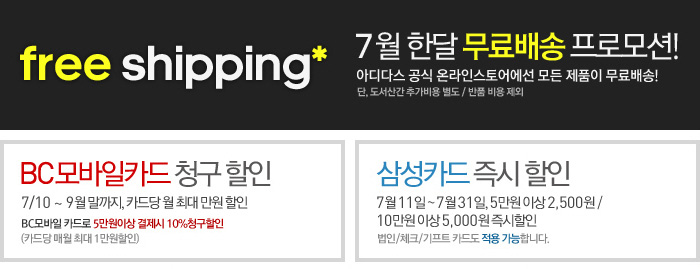 free shipping*
7월 한달 무료배송 프로모션!
아디다스 공식 온라인스토어에선 모든 제품이 무료배송!
단, 도서산간 추가비용 별도 / 반품 비용 제외
BC모바일카드 청구 할인
7/10 ~ 9월 말까지, 카드당 월 최대 만원 할인
BC모바일 카드로 5만원이상 결제시 10%청구할인
(카드당 매월 최대 1만원할인)
삼성카드 즉시 할인
7월 11일~7월 31일, 5만원 이상 2,500원 /
10만원 이상 5,000원 즉시할인
법인/체크/기프트 카드도 적용 가능합니다.